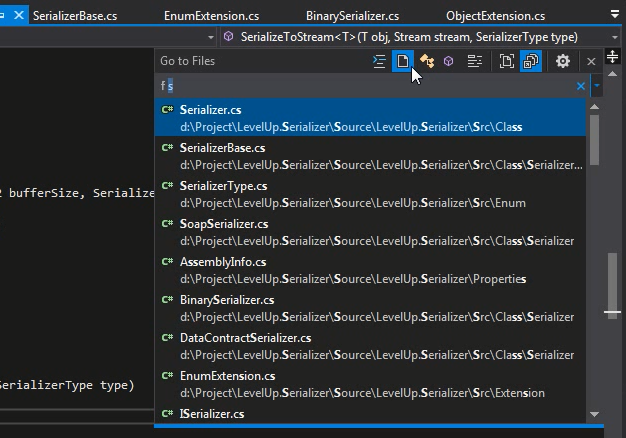 SerializerBase.cs EnumExtension.cs BinarySerializer.cs ObjectExtension.cs
SerializeToStream<T>(T obj, Stream stream, SerializerType type)
Go to Files
f s
C# Serializer.cs
d:\Project\LevelUp.Serializer\Source\LevelUp.Serializer\Src\Class
C# SerializerBase.cs
d:\Project\LevelUp.Serializer\Source\LevelUp.Serializer\Src\Class\Serializer...
C# SerializerType.cs
d:\Project\LevelUp.Serializer\Source\LevelUp.Serializer\Src\Enum
bufferSize, Serialize
C# SoapSerializer.cs
d:\Project\LevelUp.Serializer\Source\LevelUp.Serializer\Src\Class\Serializer
C# AssemblyInfo.cs
d:\Project\LevelUp.Serializer\Source\LevelUp.Serializer\Properties
C# BinarySerializer.cs
d:\Project\LevelUp.Serializer\Source\LevelUp.Serializer\Src\Class\Serializer
C# DataContractSerializer.cs
d:\Project\LevelUp.Serializer\Source\LevelUp.Serializer\Src\Class\Serializer
C# EnumExtension.cs
d:\Project\LevelUp.Serializer\Source\LevelUp.Serializer\Src\Extension
SerializerType type)
C# ISerializer.cs